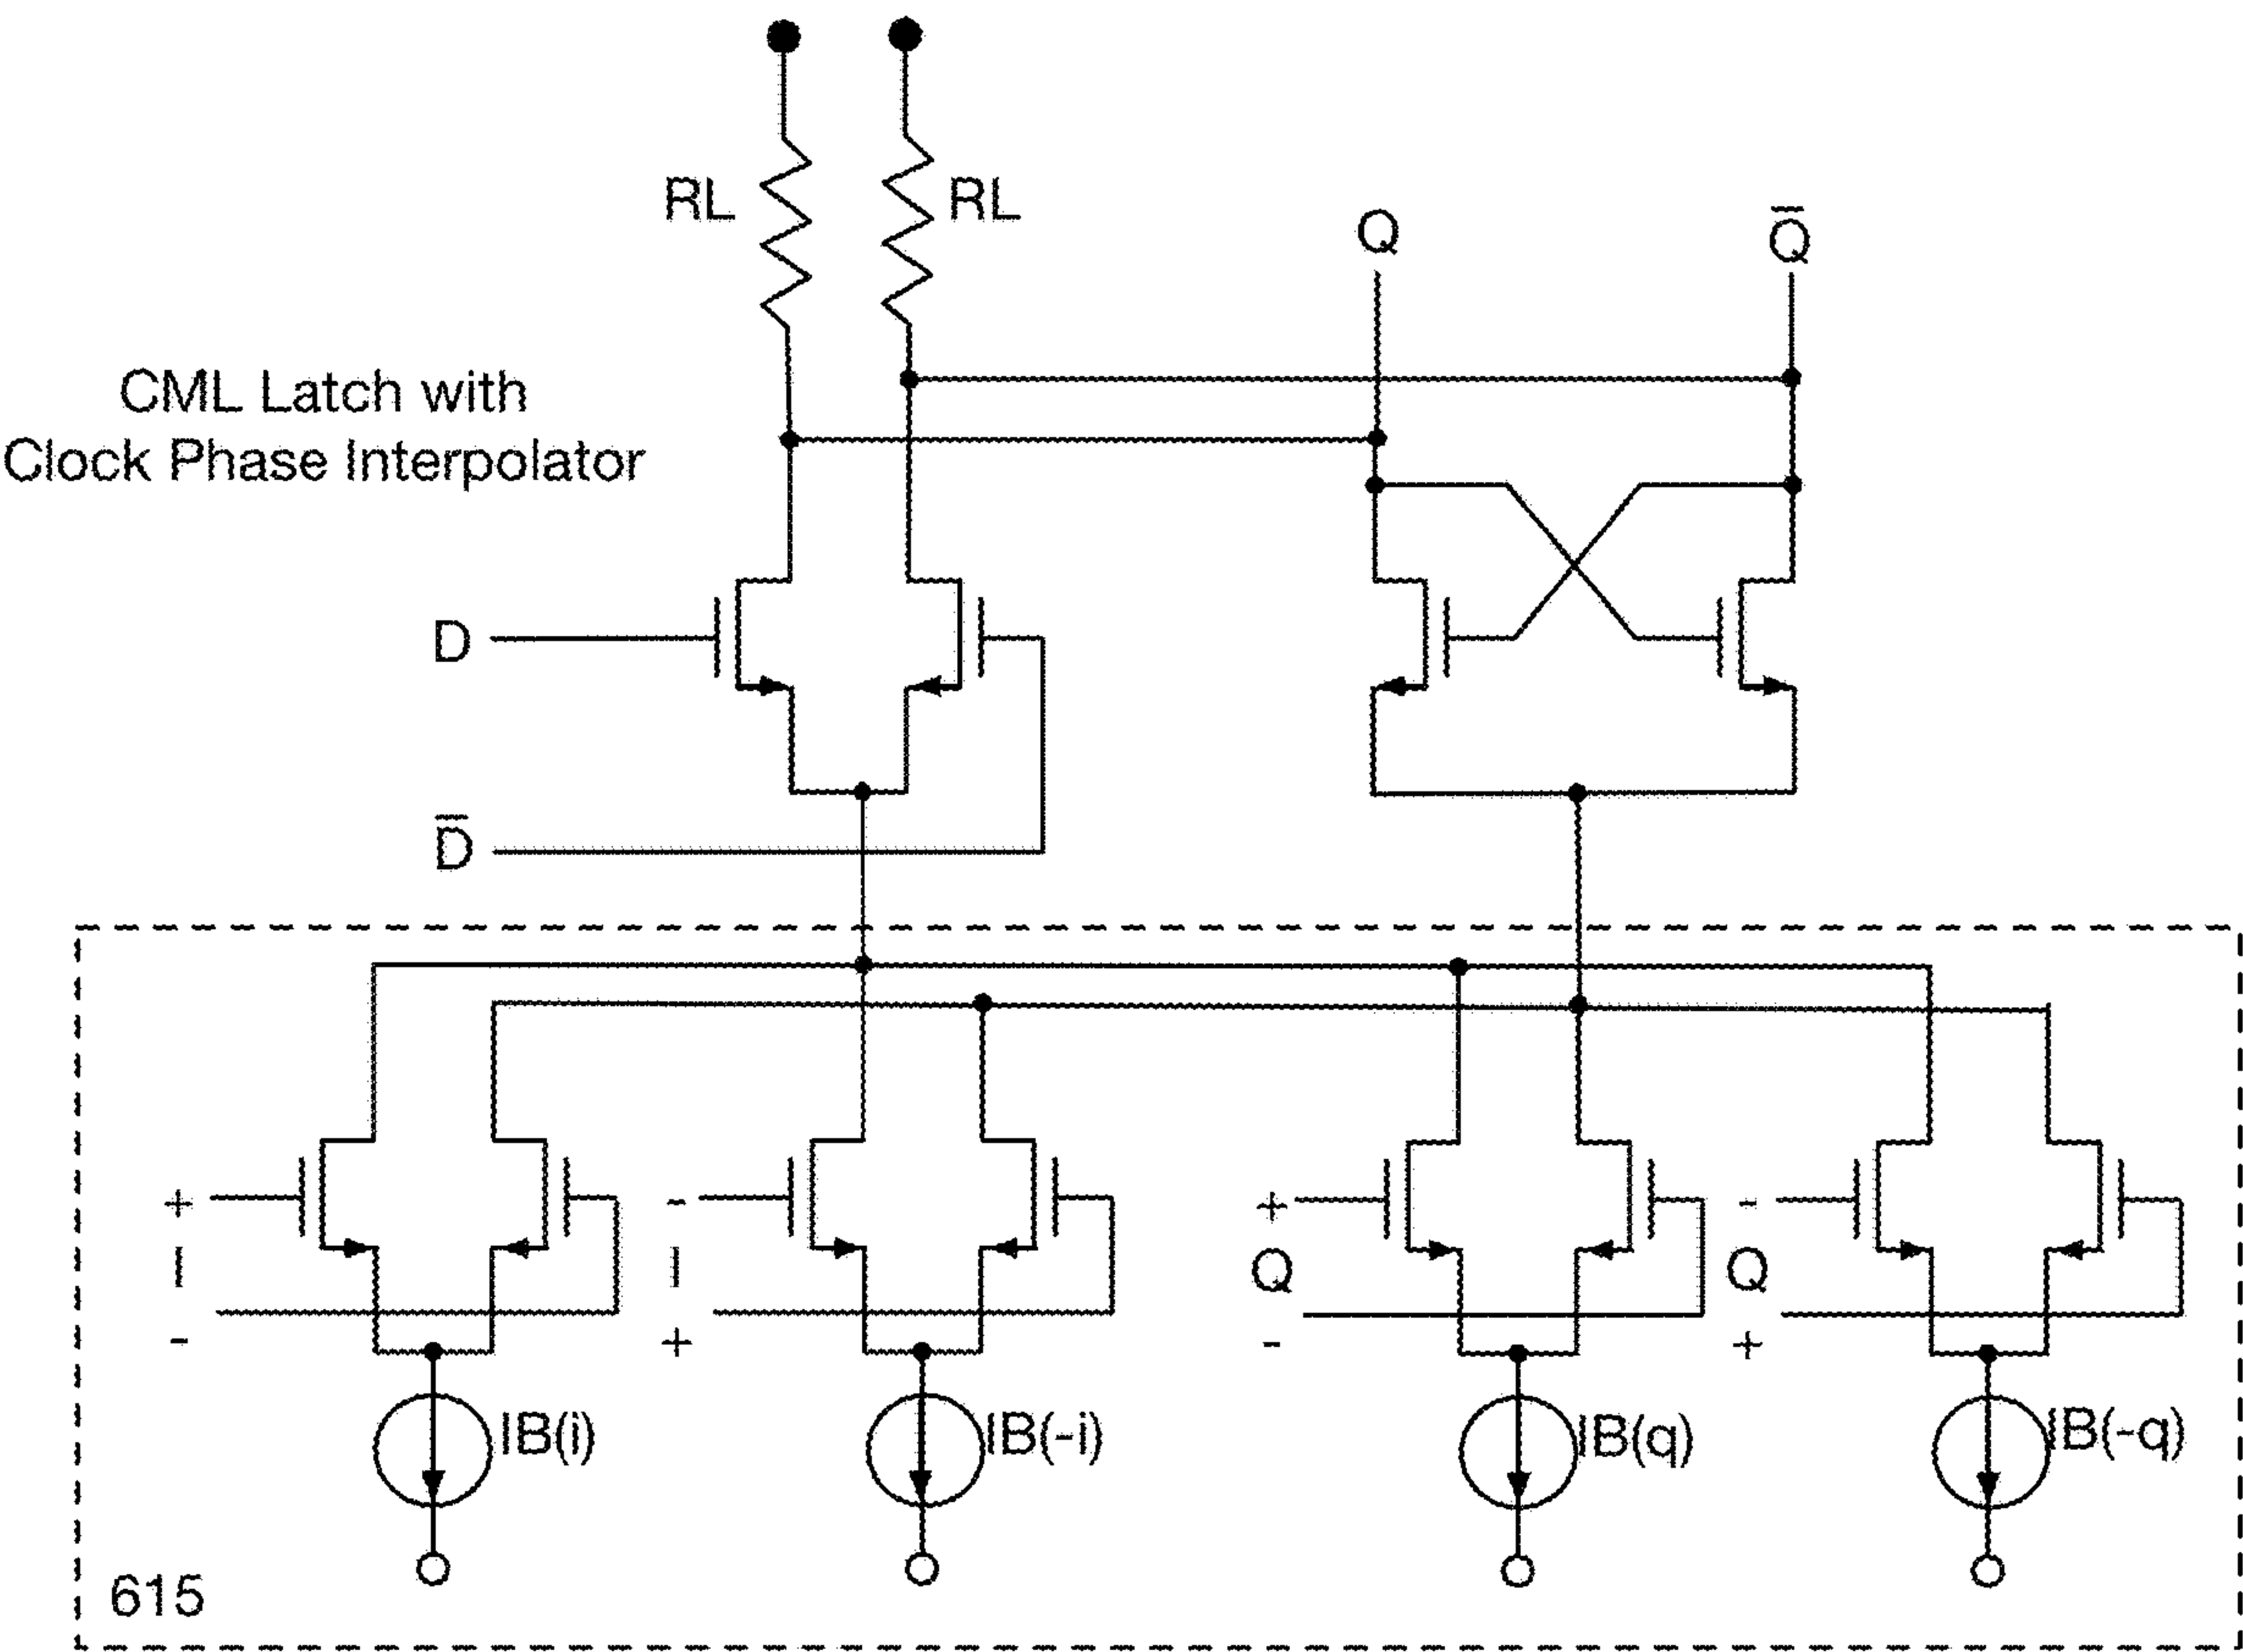 RL RL
Q Q̅
CML Latch with
Clock Phase Interpolator
D
D̅
+ - + -
I I Q Q
- + - +
IB(i) IB(-i) IB(q) IB(-q)
615